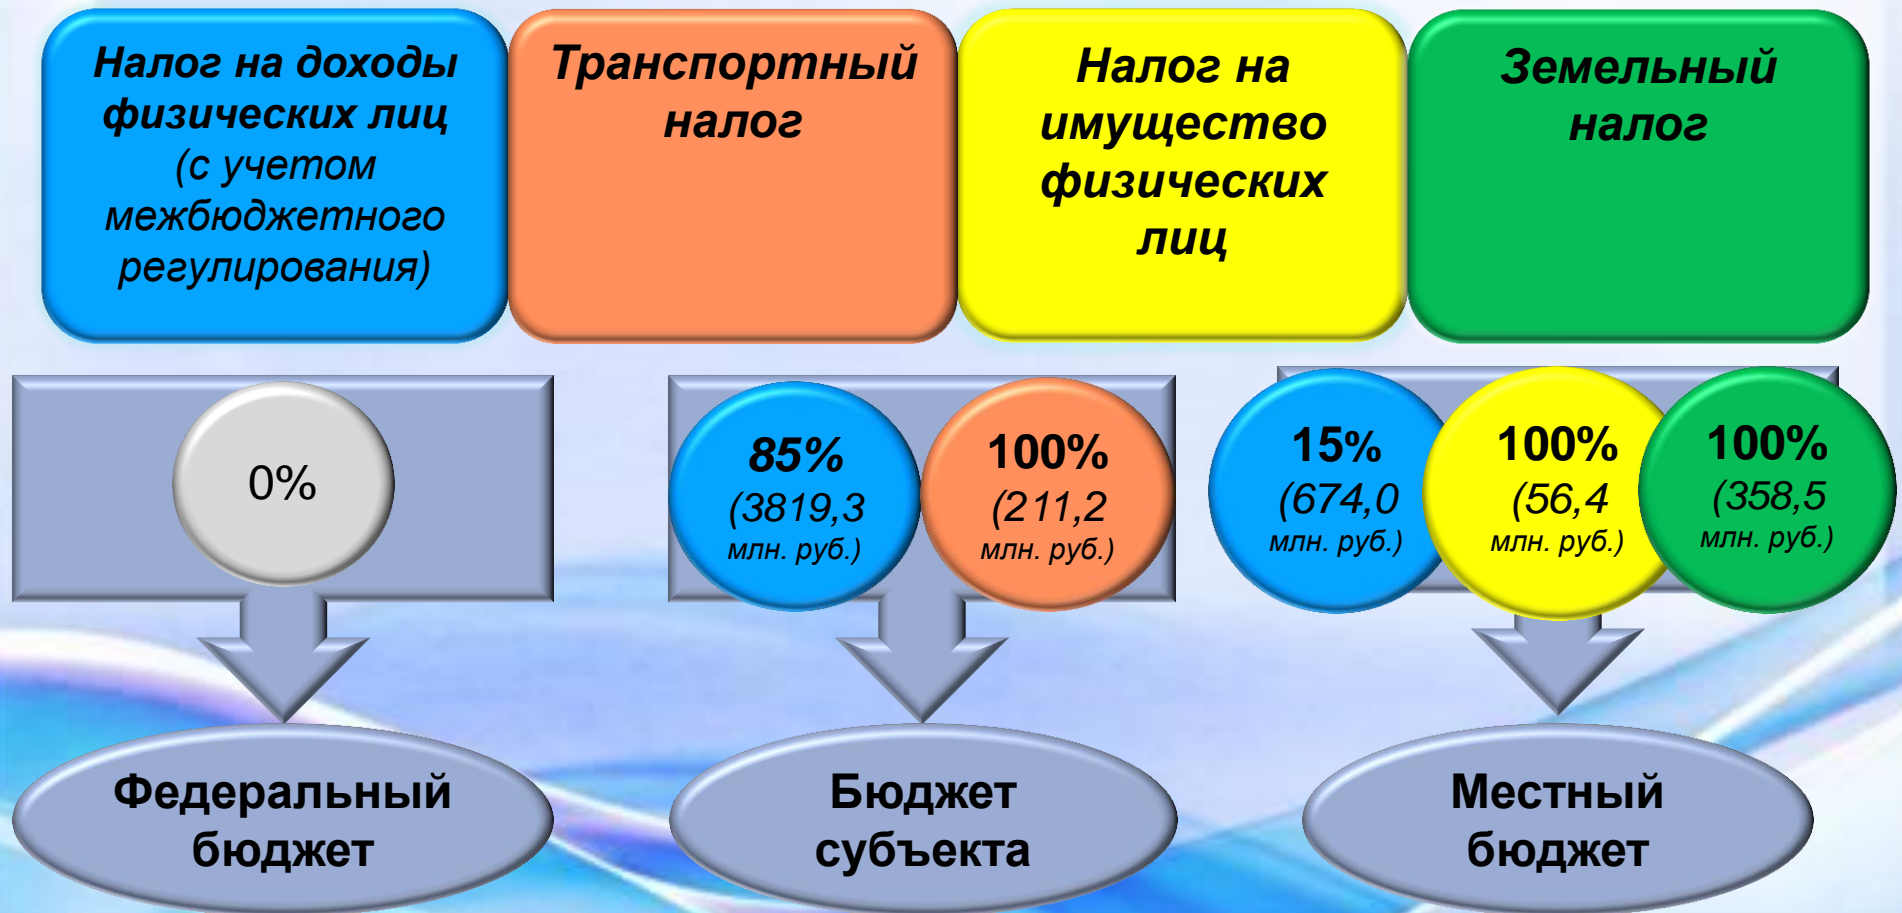 Налог на доходы
физических лиц
(с учетом
межбюджетного
регулирования)
Транспортный
налог
Налог на
имущество
физических
лиц
Земельный
налог
0%
85%
(3819,3
млн. руб.)
100%
(211,2
млн. руб.)
15%
(674,0
млн. руб.)
100%
(56,4
млн. руб.)
100%
(358,5
млн. руб.)
Федеральный
бюджет
Бюджет
субъекта
Местный
бюджет